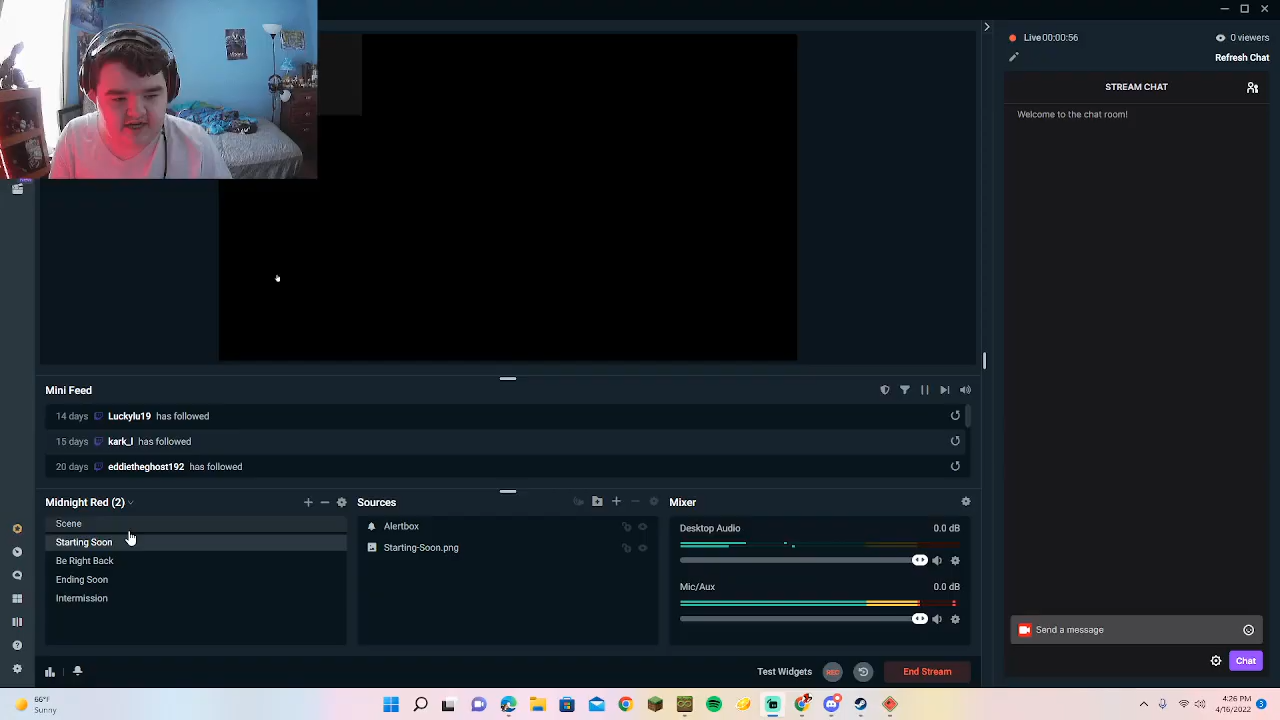 Live 00:00:56
0 viewers
Refresh Chat
STREAM CHAT
Welcome to the chat room!
Mini Feed
14 days Luckylu19 has followed
15 days kark_l has followed
20 days eddietheghost192 has followed
Midnight Red (2)
Sources
Mixer
Scene
Starting Soon
Be Right Back
Ending Soon
Intermission
Alertbox
Starting-Soon.png
Desktop Audio 0.0 dB
Mic/Aux 0.0 dB
Send a message
Chat
Test Widgets
REC
End Stream
66°F
Sunny
4:26 PM
4/16/2022